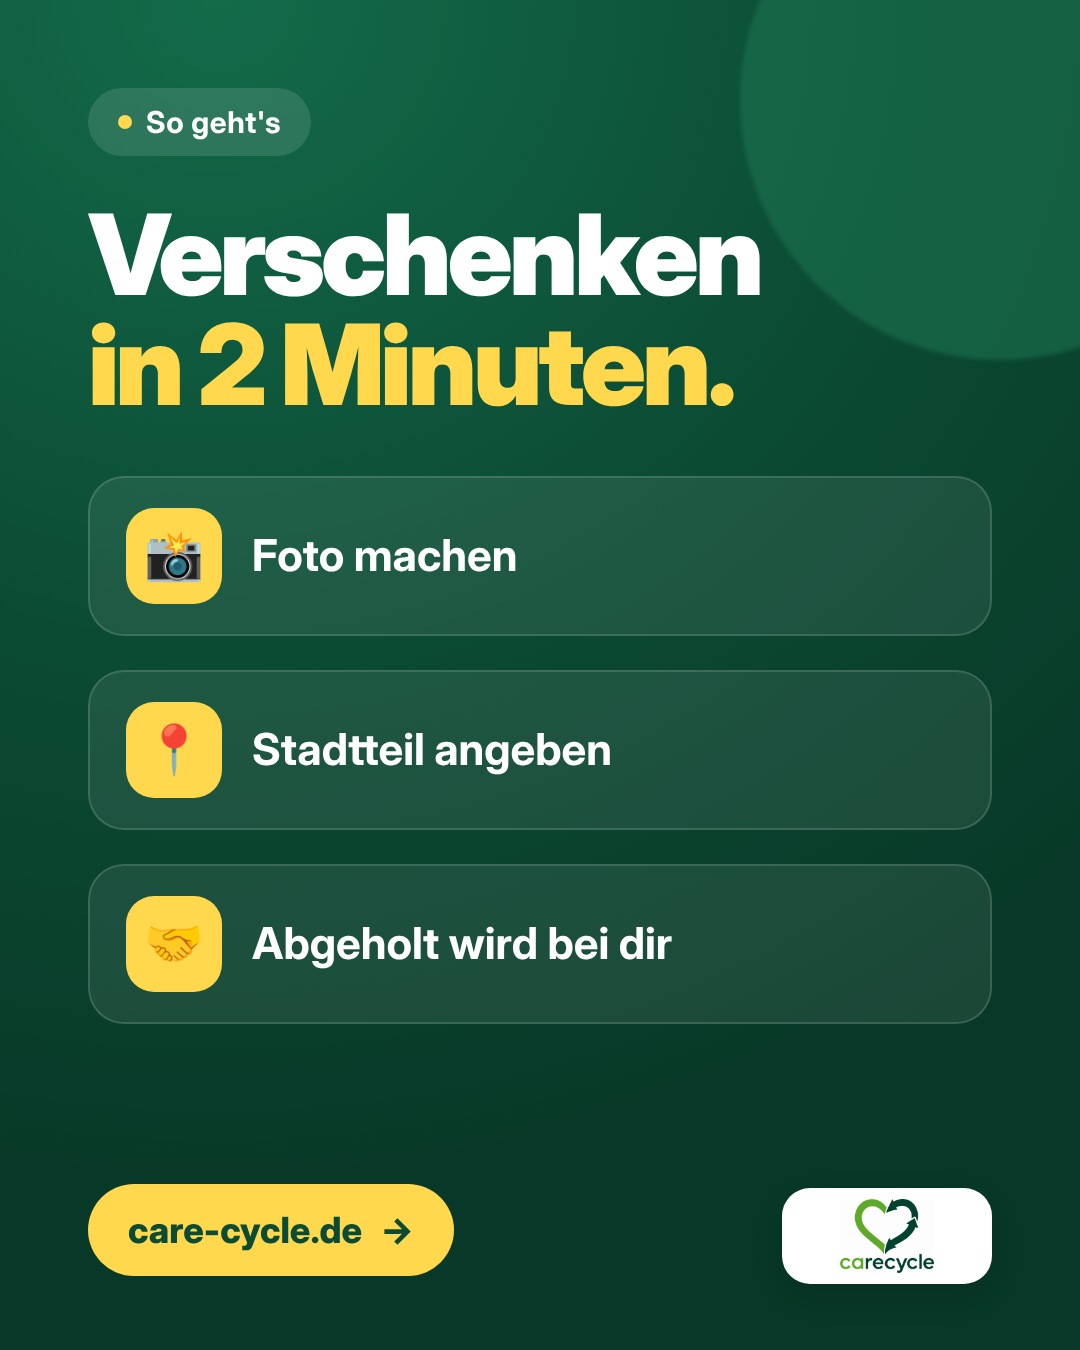 So geht's
Verschenken
in 2 Minuten.
Foto machen
Stadtteil angeben
Abgeholt wird bei dir
care-cycle.de →
carecycle